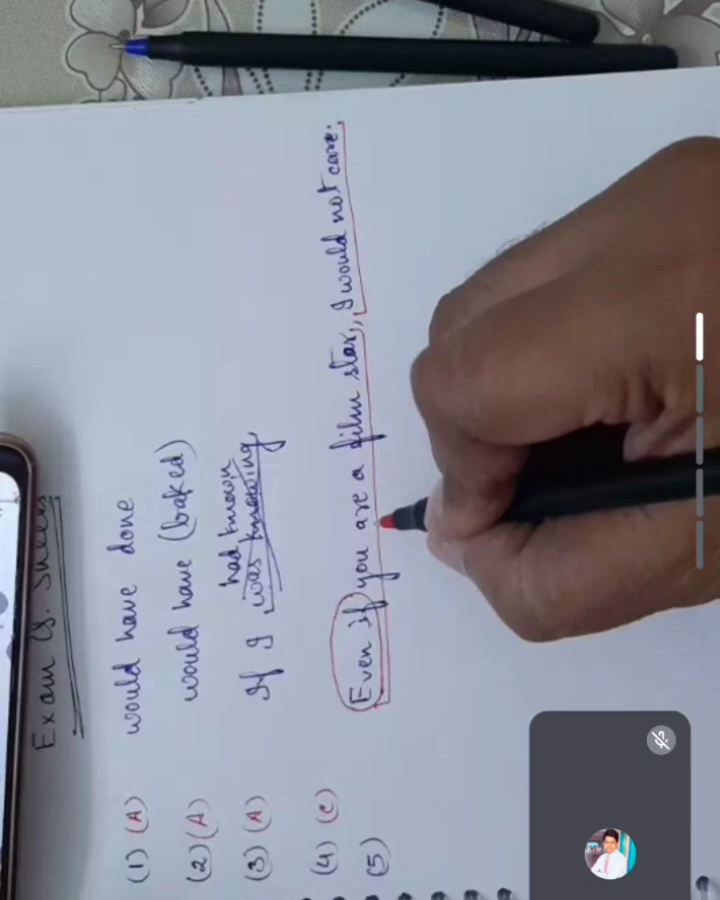 Exam
(1) (A) would have done
(2) (A) would have (baked)
had known
(3) (A) If I was knowing,
(4) (C) Even if you are a film star, I would not care.
(5)